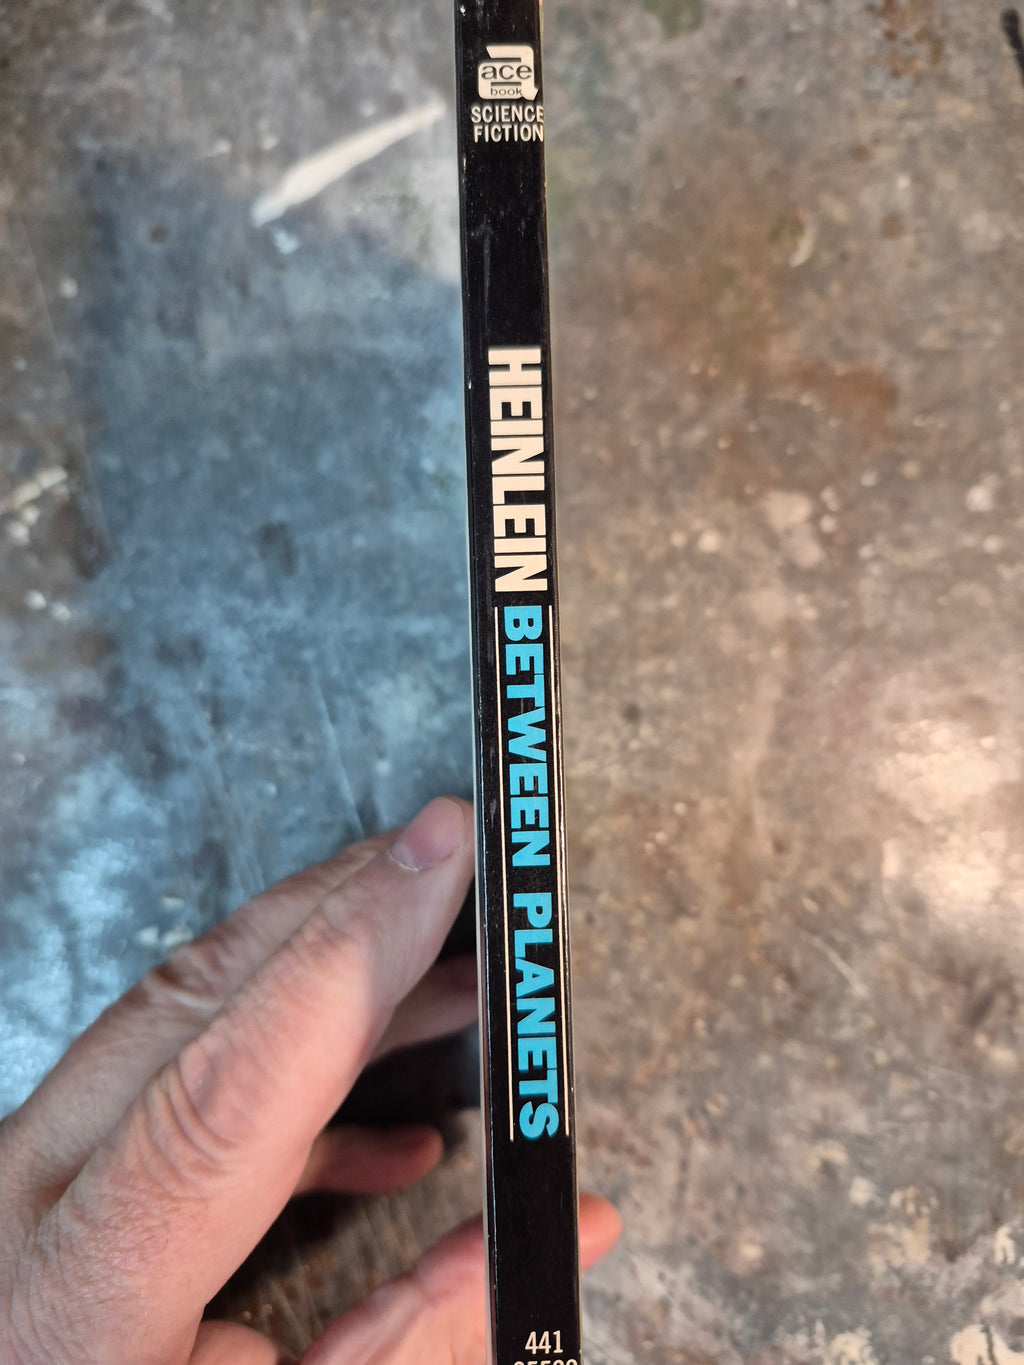 ace
book
SCIENCE
FICTION
HEINLEIN BETWEEN PLANETS
441